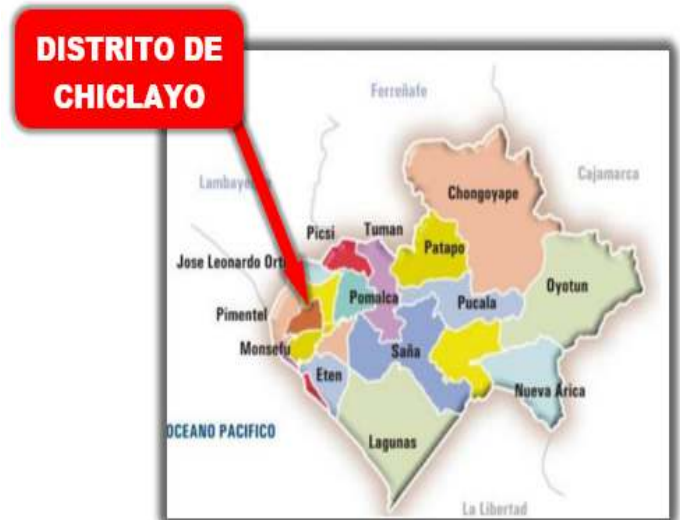 DISTRITO DE
CHICLAYO
Ferreñafe
Cajamarca
Lambaye
Chongoyape
Picsi
Tuman
Patapo
Jose Leonardo Ort
Oyotun
Pomalca
Pucala
Pimentel
Monsefu
Saña
Eten
Nueva Arica
OCEANO PACIFICO
Lagunas
La Libertad